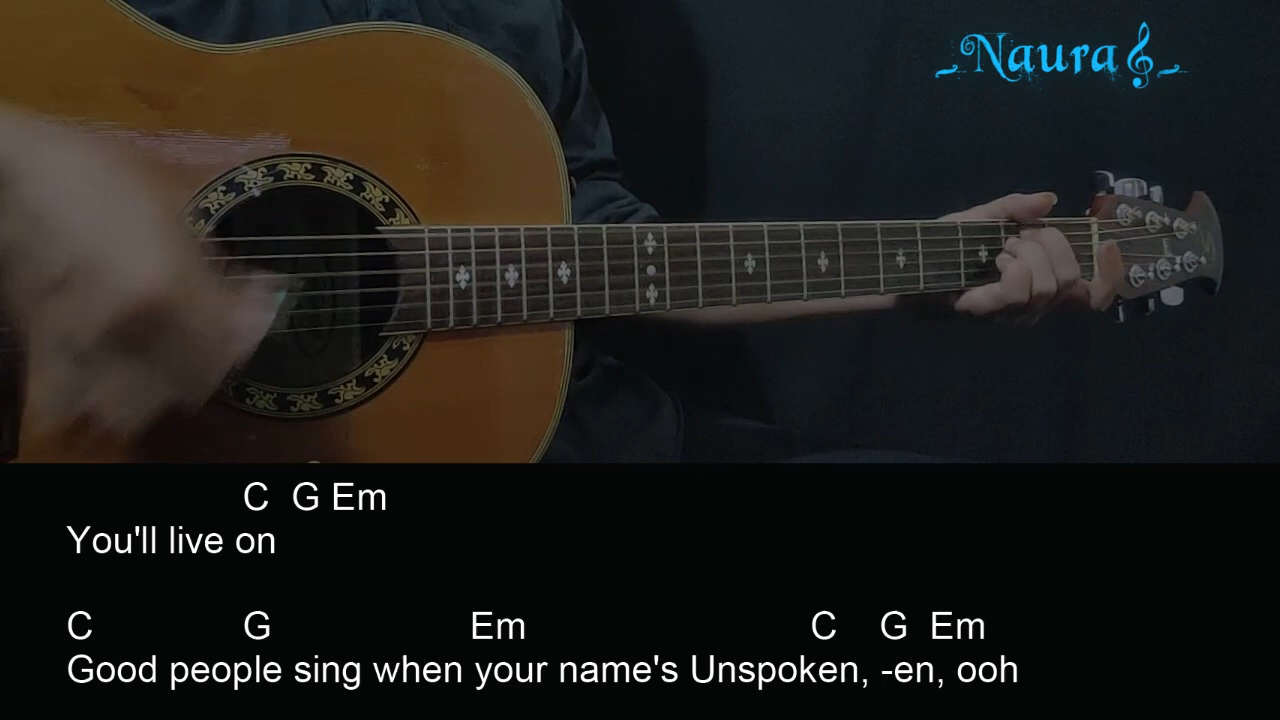 Naura
C G Em
You'll live on
C G Em C G Em
Good people sing when your name's Unspoken, -en, ooh